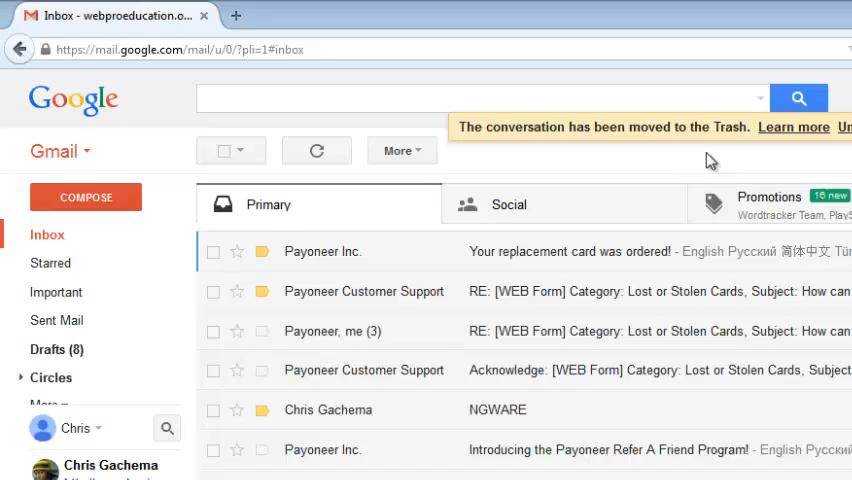 Inbox - webproeducation.o...
https://mail.google.com/mail/u/0/?pli=1#inbox
Google
The conversation has been moved to the Trash. Learn more
Gmail
More
COMPOSE
Primary
Social
Promotions 16 new
Wordtracker Team, PlayS
Inbox
Starred
Important
Sent Mail
Drafts (8)
Circles
More
Chris
Chris Gachema
Payoneer Inc. Your replacement card was ordered! - English Русский 简体中文 Tür
Payoneer Customer Support RE: [WEB Form] Category: Lost or Stolen Cards, Subject: How can
Payoneer, me (3) RE: [WEB Form] Category: Lost or Stolen Cards, Subject: How can
Payoneer Customer Support Acknowledge: [WEB Form] Category: Lost or Stolen Cards, Subject
Chris Gachema NGWARE
Payoneer Inc. Introducing the Payoneer Refer A Friend Program! - English Русский